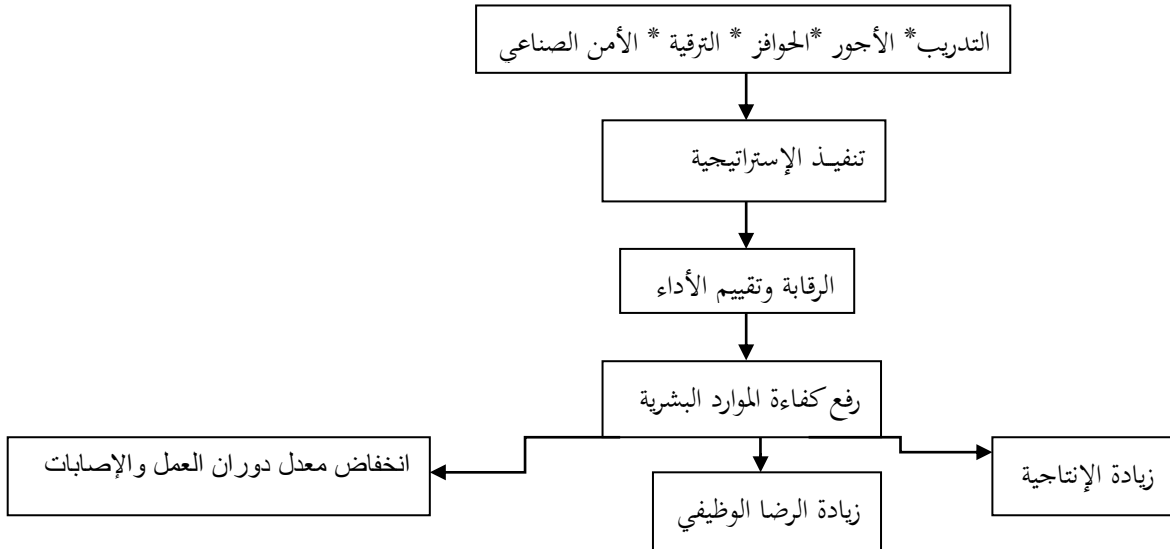 التدريب* الأجور *الحوافز * الترقية * الأمن الصناعي
تنفيــذ الإستراتيجية
الرقابة وتقييم الأداء
رفع كفاءة الموارد البشرية
زيادة الإنتاجية
زيادة الرضا الوظيفي
انخفاض معدل دوران العمل والإصابات